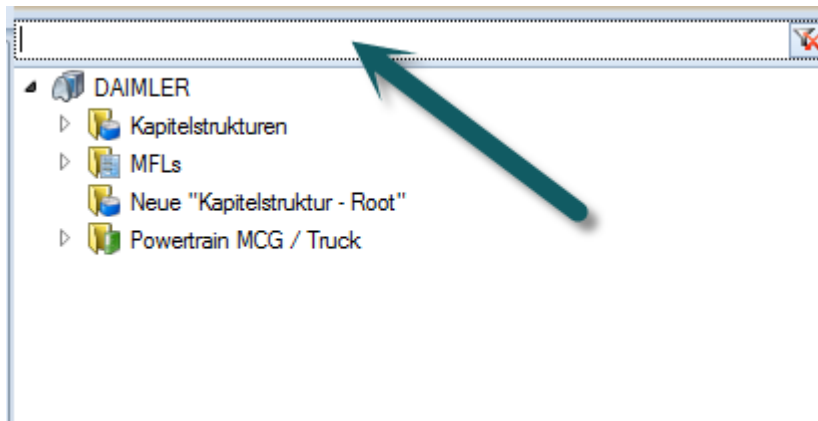 DAIMLER
Kapitelstrukturen
MFLs
Neue "Kapitelstruktur - Root"
Powertrain MCG / Truck